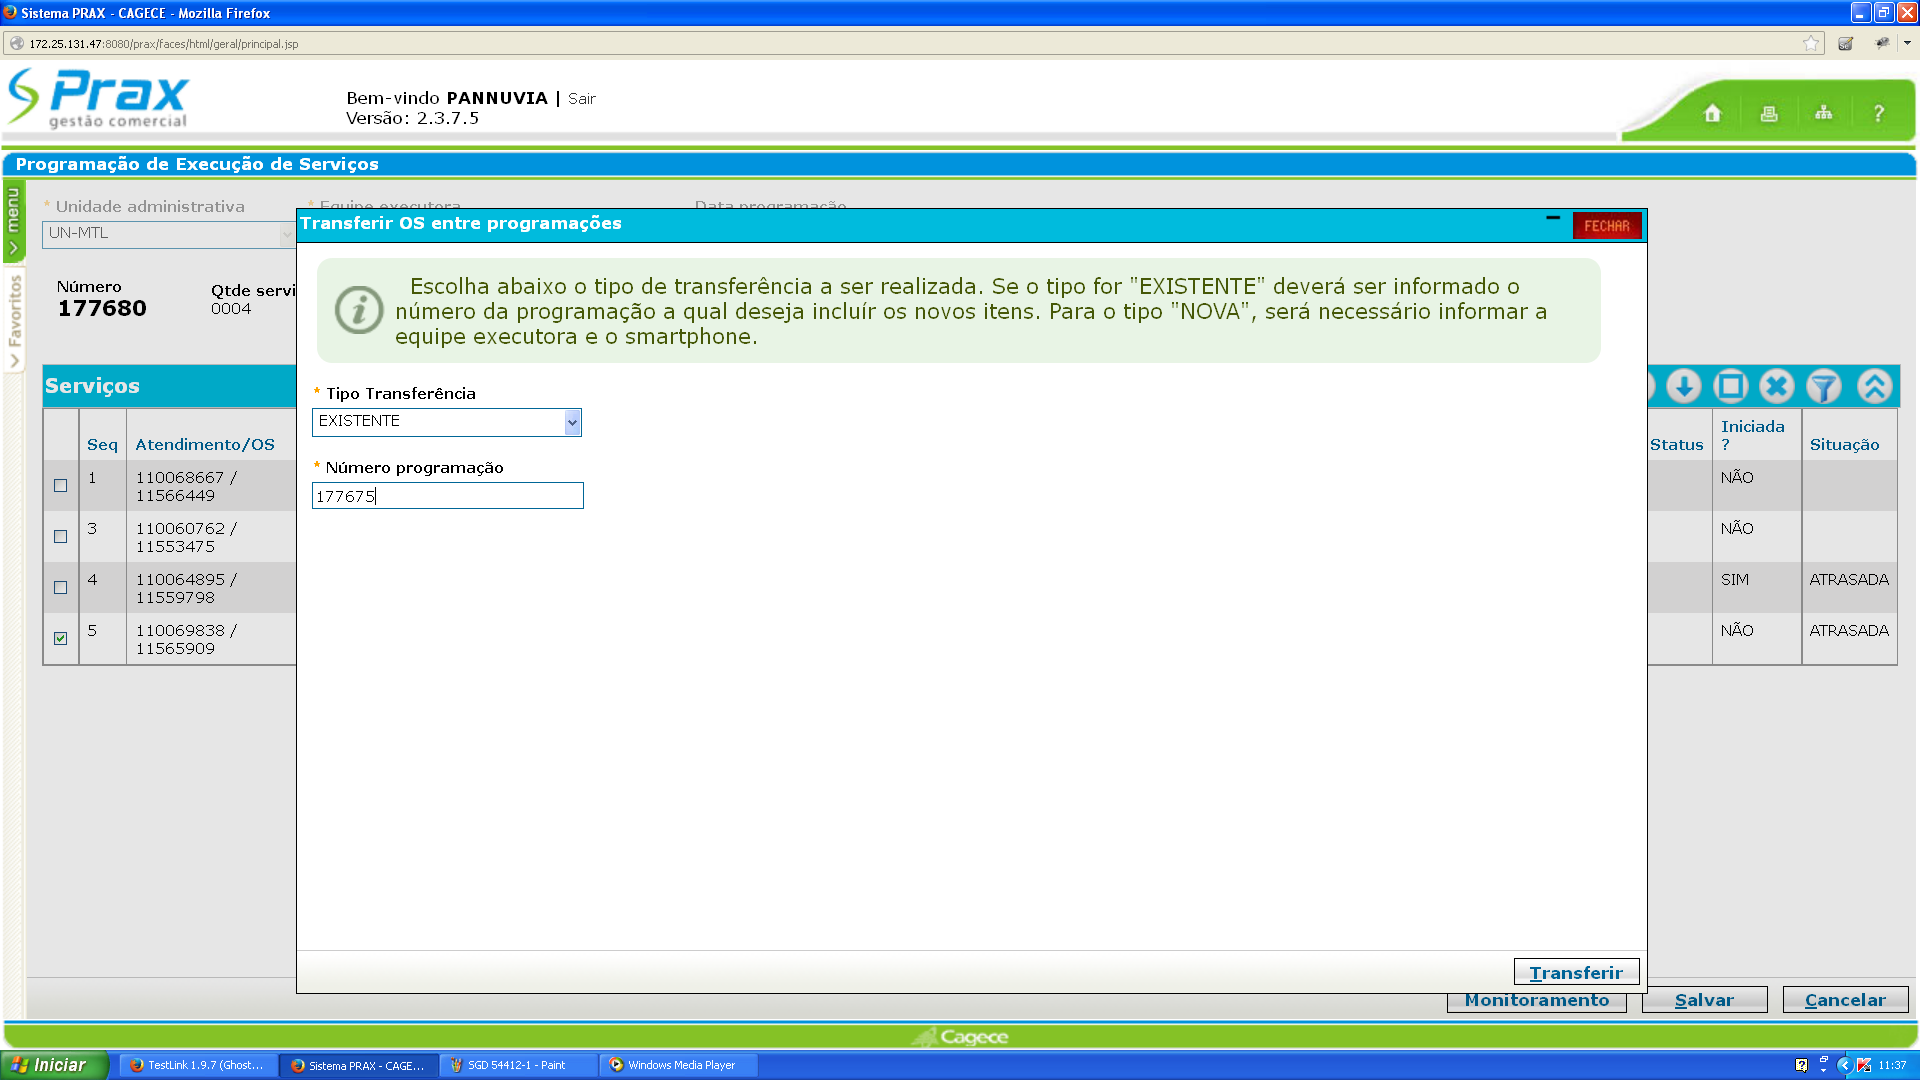 Sistema PRAX - CAGECE - Mozilla Firefox
172.25.131.47:8080/prax/faces/html/geral/principal.jsp
Prax
gestão comercial
Bem-vindo PANNUVIA | Sair
Versão: 2.3.7.5
?
Programação de Execução de Serviços
menu
Favoritos
* Unidade administrativa
* Equipe executora
Data programação
UN-MTL
Número
177680
Qtde servi
0004
Transferir OS entre programações
FECHAR
Escolha abaixo o tipo de transferência a ser realizada. Se o tipo for "EXISTENTE" deverá ser informado o
número da programação a qual deseja incluír os novos itens. Para o tipo "NOVA", será necessário informar a
equipe executora e o smartphone.
* Tipo Transferência
EXISTENTE
* Número programação
177675
Transferir
Serviços
Seq Atendimento/OS Status Iniciada ? Situação
1 110068667 / 11566449 NÃO
3 110060762 / 11553475 NÃO
4 110064895 / 11559798 SIM ATRASADA
5 110069838 / 11565909 NÃO ATRASADA
Monitoramento Salvar Cancelar
Cagece
Iniciar
TestLink 1.9.7 (Ghost...
Sistema PRAX - CAGE...
SGD 54412-1 - Paint
Windows Media Player
11:37